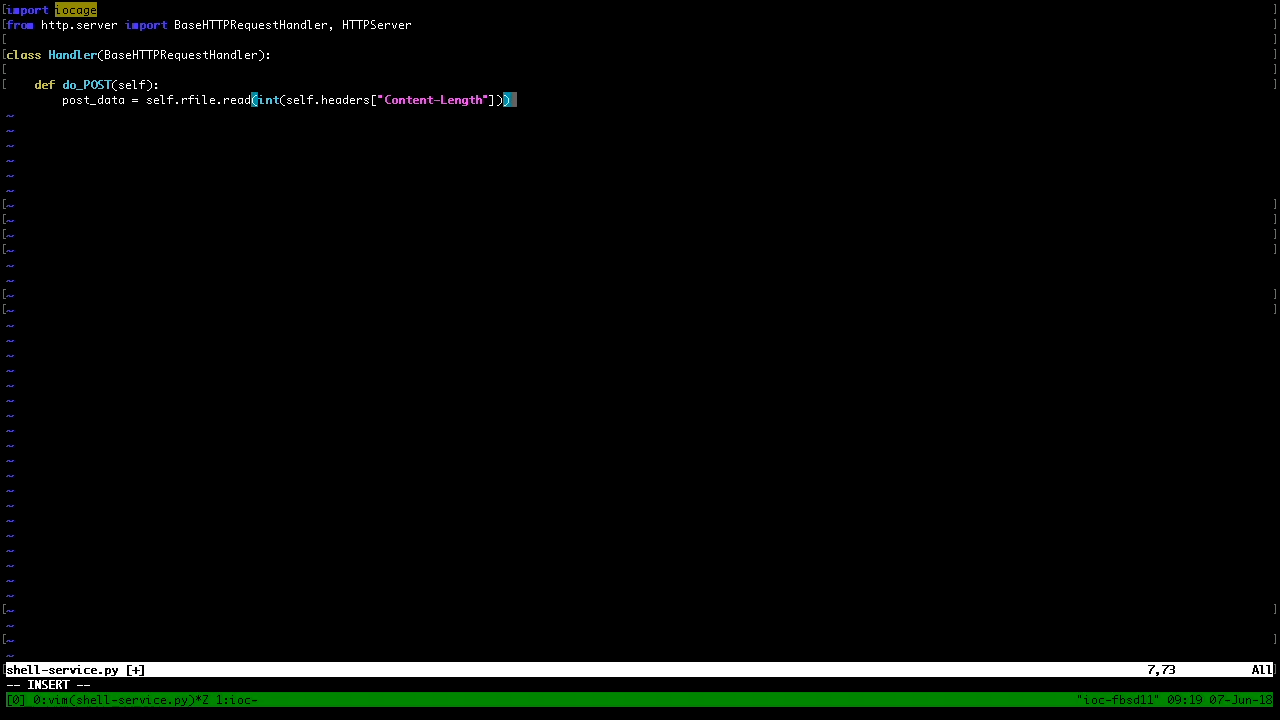 import iocage
from http.server import BaseHTTPRequestHandler, HTTPServer
class Handler(BaseHTTPRequestHandler):
def do_POST(self):
post_data = self.rfile.read(int(self.headers["Content-Length"]))
shell-service.py [+] 7,73 All
-- INSERT --
[0] 0:vim(shell-service.py)*Z 1:ioc- "ioc-fbsd11" 09:19 07-Jun-18